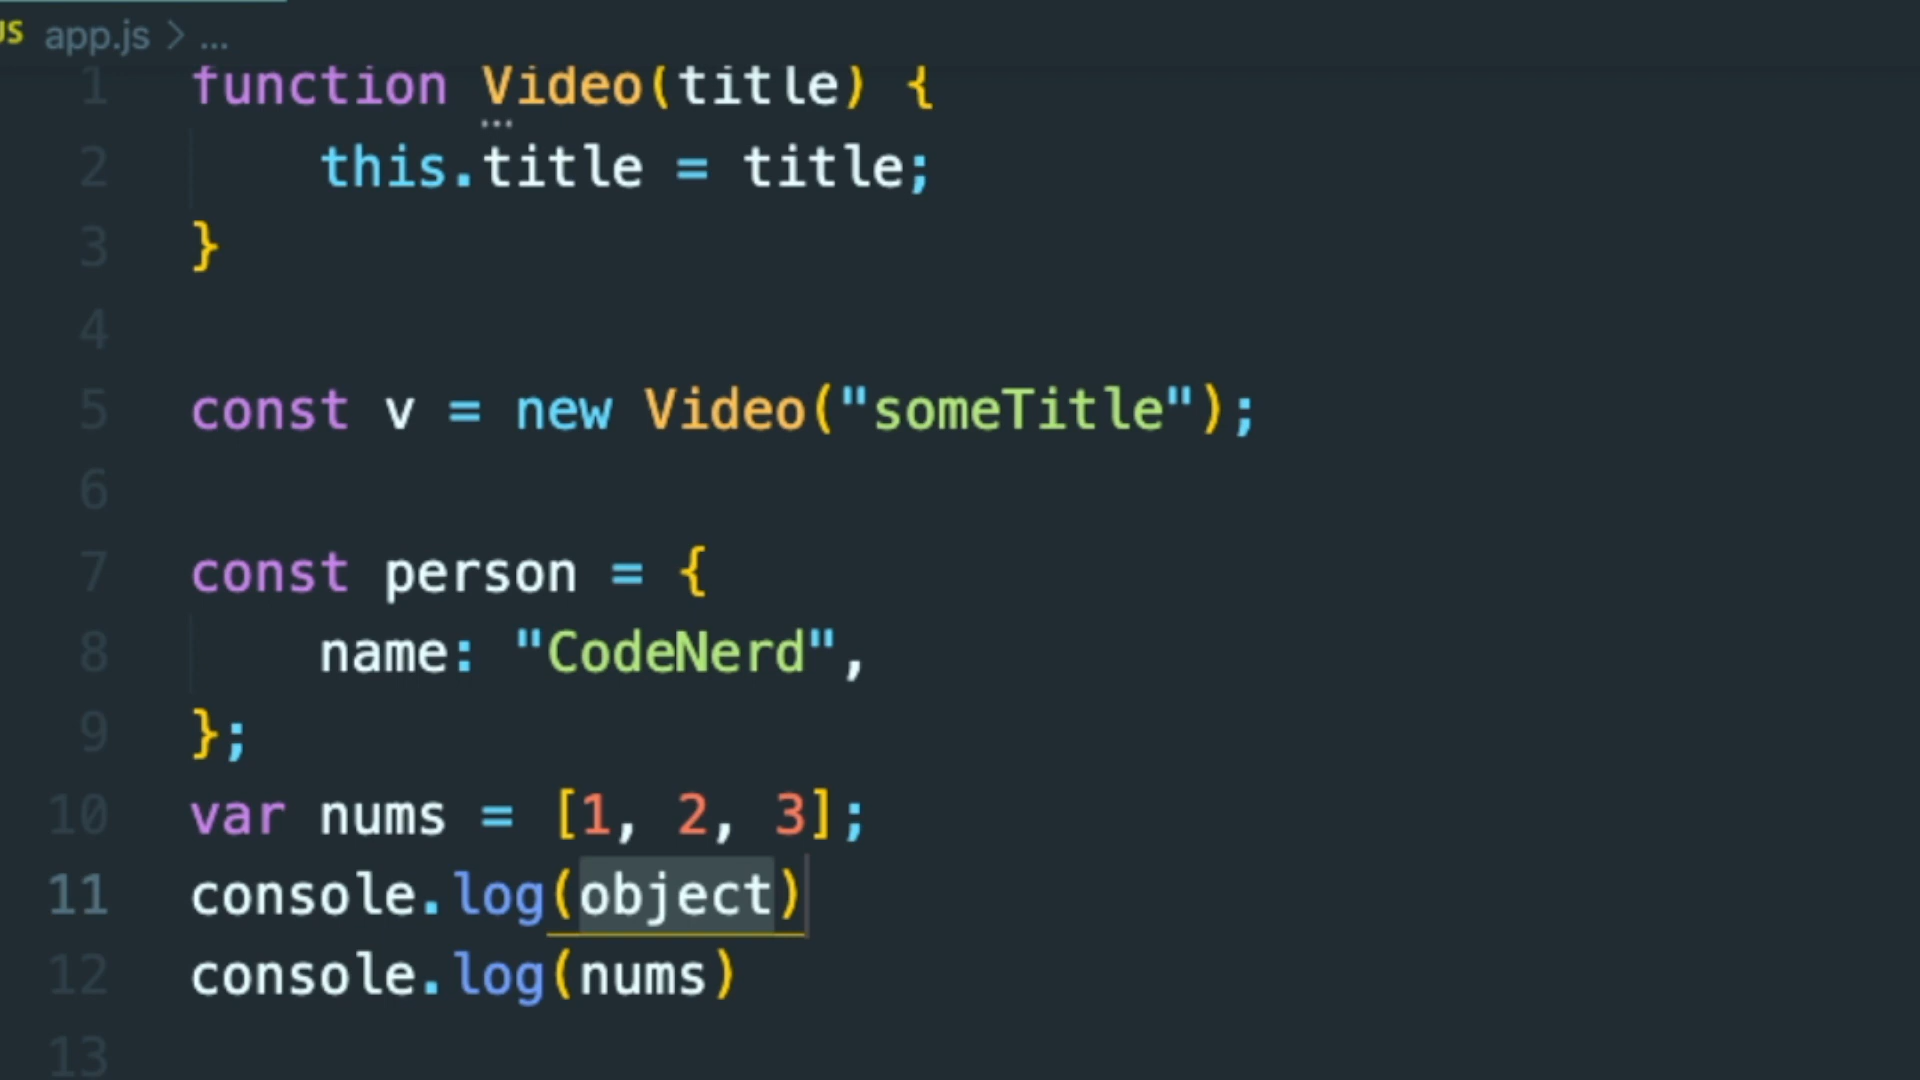 JS app.js > ...
1 function Video(title) {
2 this.title = title;
3 }
4
5 const v = new Video("someTitle");
6
7 const person = {
8 name: "CodeNerd",
9 };
10 var nums = [1, 2, 3];
11 console.log(object)
12 console.log(nums)
13